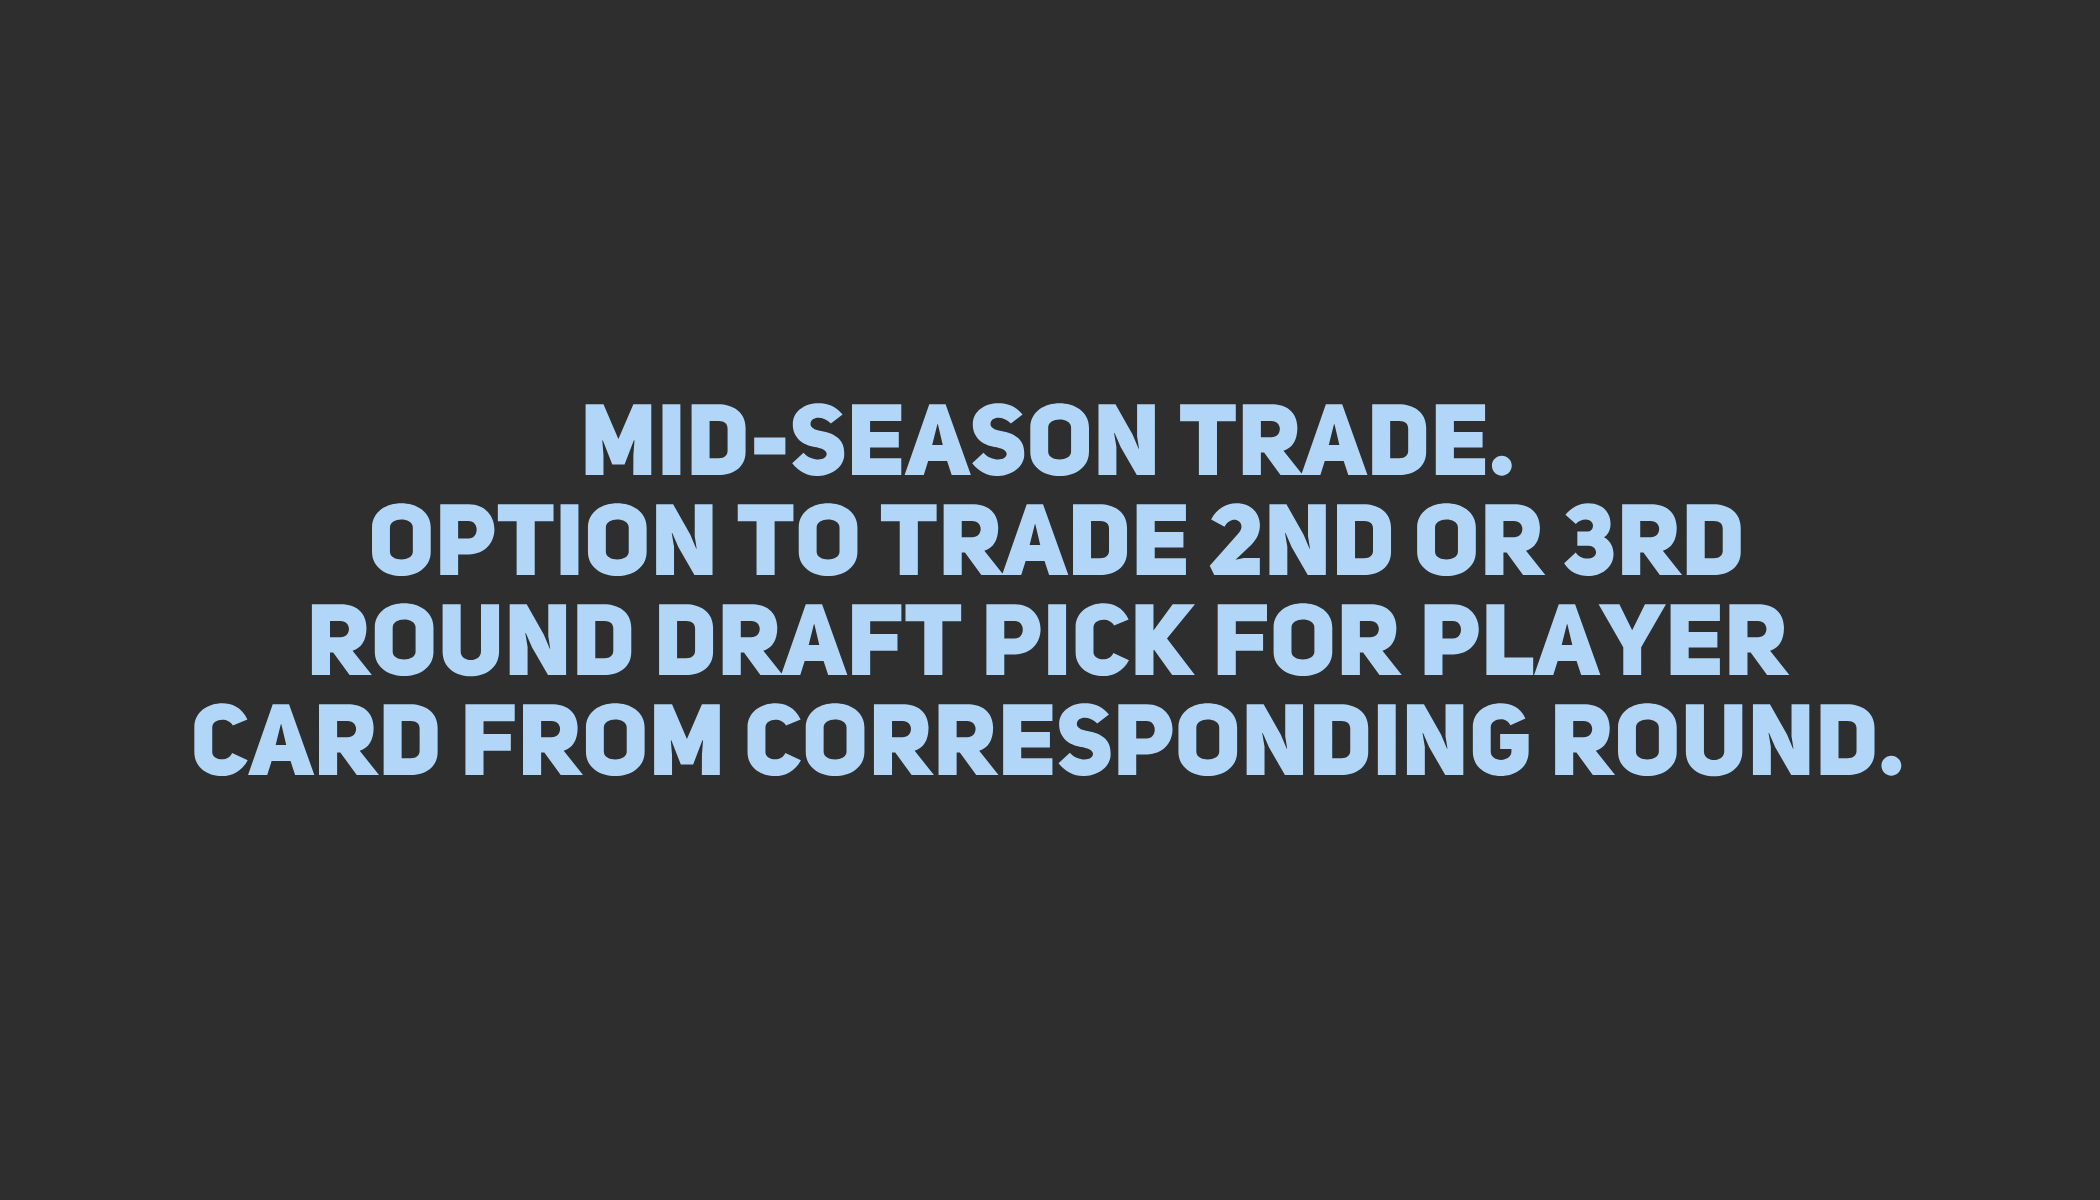 MID-SEASON TRADE.
OPTION TO TRADE 2ND OR 3RD
ROUND DRAFT PICK FOR PLAYER
CARD FROM CORRESPONDING ROUND.